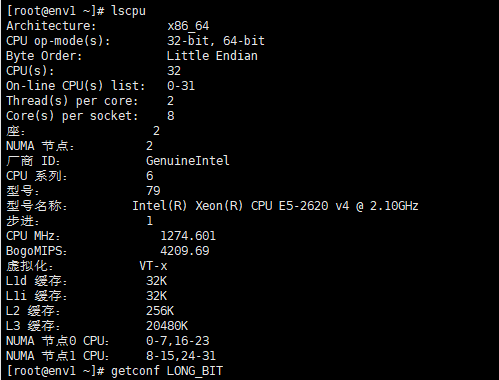 [root@env1 ~]# lscpu
Architecture: x86_64
CPU op-mode(s): 32-bit, 64-bit
Byte Order: Little Endian
CPU(s): 32
On-line CPU(s) list: 0-31
Thread(s) per core: 2
Core(s) per socket: 8
座： 2
NUMA 节点： 2
厂商 ID： GenuineIntel
CPU 系列： 6
型号： 79
型号名称： Intel(R) Xeon(R) CPU E5-2620 v4 @ 2.10GHz
步进： 1
CPU MHz： 1274.601
BogoMIPS： 4209.69
虚拟化： VT-x
L1d 缓存： 32K
L1i 缓存： 32K
L2 缓存： 256K
L3 缓存： 20480K
NUMA 节点0 CPU： 0-7,16-23
NUMA 节点1 CPU： 8-15,24-31
[root@env1 ~]# getconf LONG_BIT